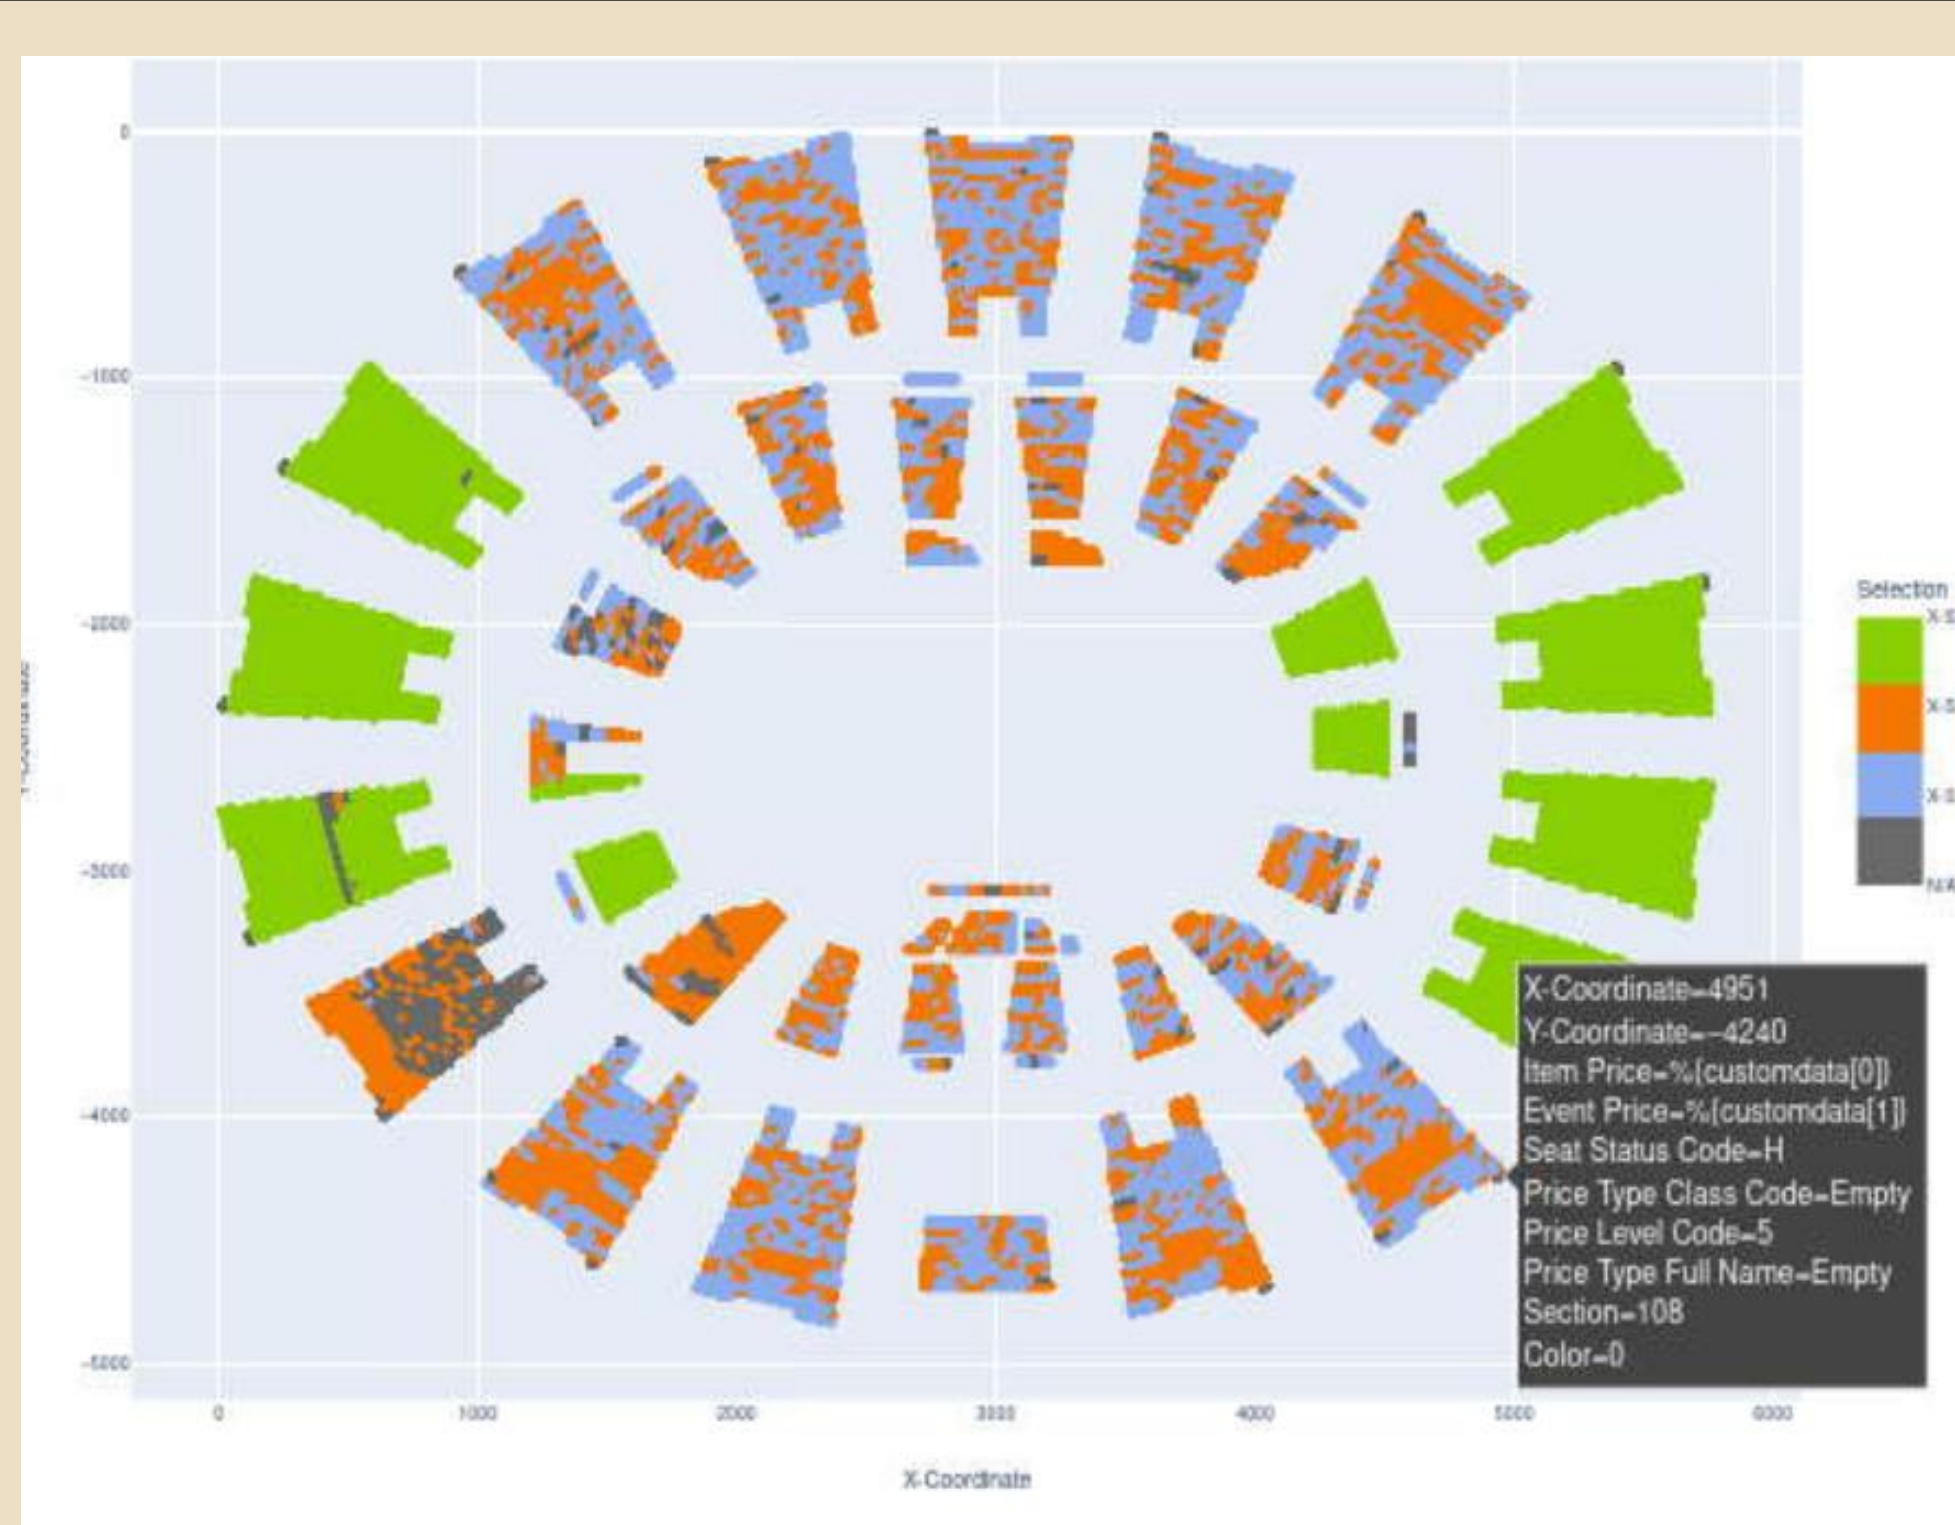 0
-1000
-2000
-3000
-4000
-5000
0
1000
2000
3000
4000
5000
6000
X-Coordinate
Selection
N/A
X-Coordinate=4951
Y-Coordinate=−4240
Item Price=%{customdata[0]}
Event Price=%{customdata[1]}
Seat Status Code=H
Price Type Class Code=Empty
Price Level Code=5
Price Type Full Name=Empty
Section=108
Color=0